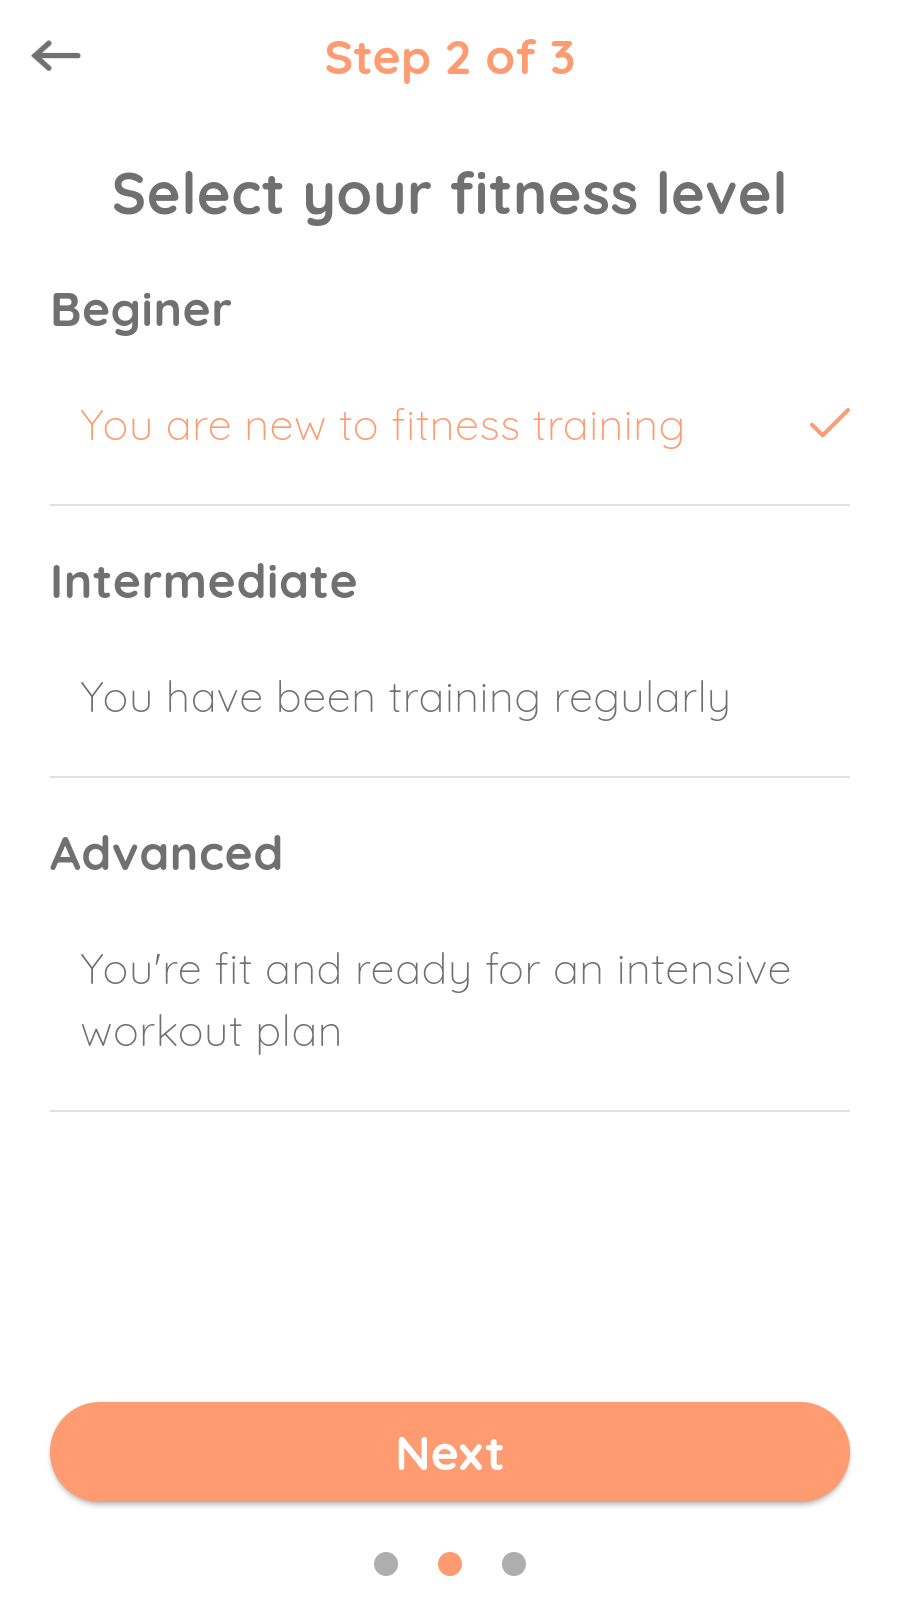 Step 2 of 3
Select your fitness level
Beginer
You are new to fitness training
Intermediate
You have been training regularly
Advanced
You're fit and ready for an intensive
workout plan
Next